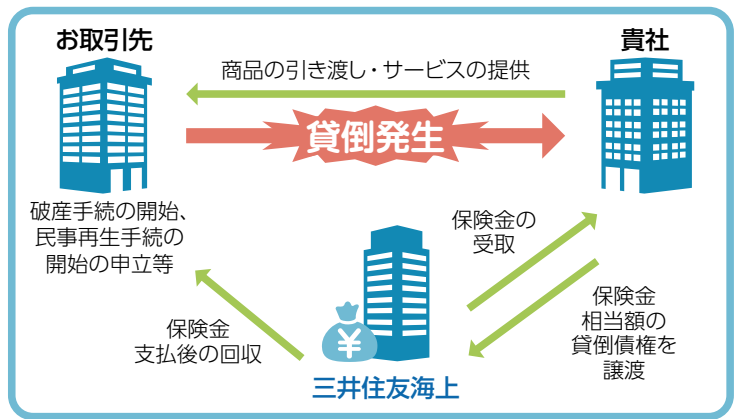 お取引先
貴社
商品の引き渡し・サービスの提供
貸倒発生
破産手続の開始、
民事再生手続の
開始の申立等
保険金の
受取
保険金
支払後の回収
¥
保険金
相当額の
貸倒債権を
譲渡
三井住友海上